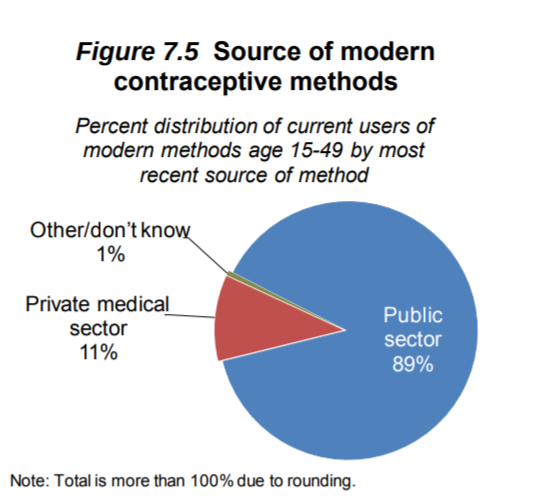 Figure 7.5 Source of modern
contraceptive methods
Percent distribution of current users of
modern methods age 15-49 by most
recent source of method
Other/don't know
1%
Private medical
sector
11%
Public
sector
89%
Note: Total is more than 100% due to rounding.